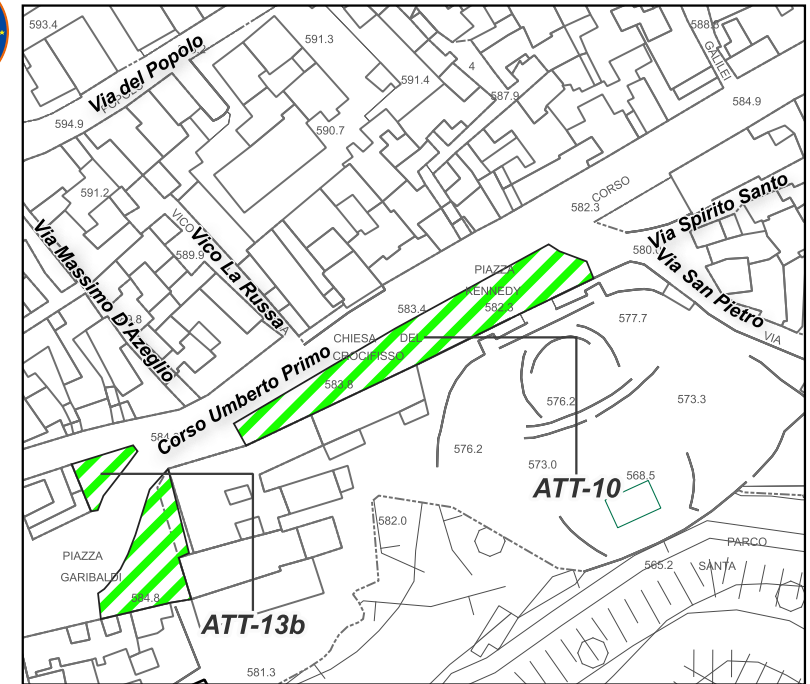 593.4
Via del Popolo
591.3
588.8
GALILEI
4
591.4
587.9
584.9
594.9
590.7
591.2
CORSO
582.3
Via Spirito Santo
VICO
Via Massimo D'Azeglio
Vico La Russa
589.9
580.
Via San Pietro
PIAZZA
KENNEDY
582.3
583.4
577.7
9.8
CHIESA DEL
CROCIFISSO
VIA
583.8
Corso Umberto Primo
576.2
573.3
576.2
573.0
568.5
ATT-10
582.0
PARCO
SANTA
565.2
PIAZZA
GARIBALDI
584.8
ATT-13b
581.3